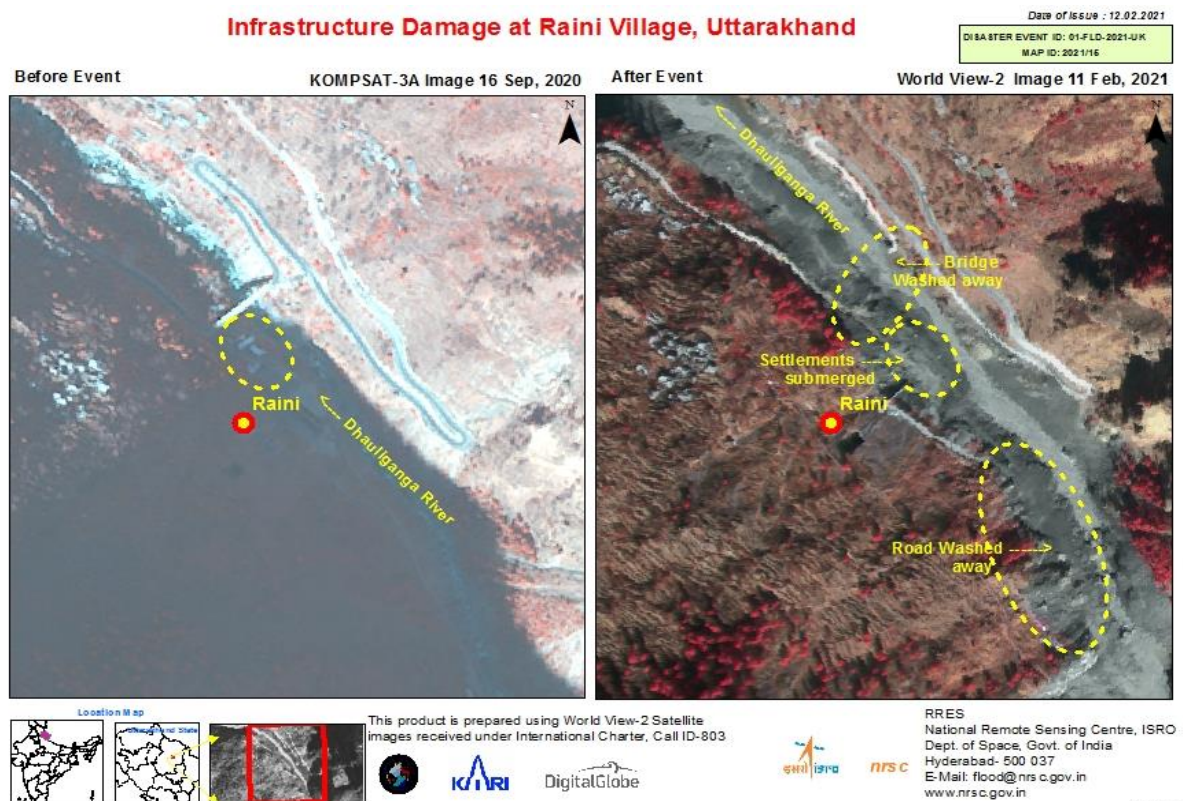 Infrastructure Damage at Raini Village, Uttarakhand
Date of Issue : 12.02.2021
DISASTER EVENT ID: 01-FLD-2021-UK
MAP ID: 2021/15
Before Event
KOMPSAT-3A Image 16 Sep, 2020
After Event
World View-2 Image 11 Feb, 2021
N
Raini
<---- Dhauliganga River
N
<---- Dhauliganga River
<------ Bridge
Washed away
Settlements ------>
submerged
Raini
Road Washed ------>
away
Location Map
Uttarakhand State
This product is prepared using World View-2 Satellite
images received under International Charter, Call ID-803
KARI
DigitalGlobe
इसरो isro
nrsc
RRES
National Remote Sensing Centre, ISRO
Dept. of Space, Govt. of India
Hyderabad- 500 037
E-Mail: flood@nrsc.gov.in
www.nrsc.gov.in